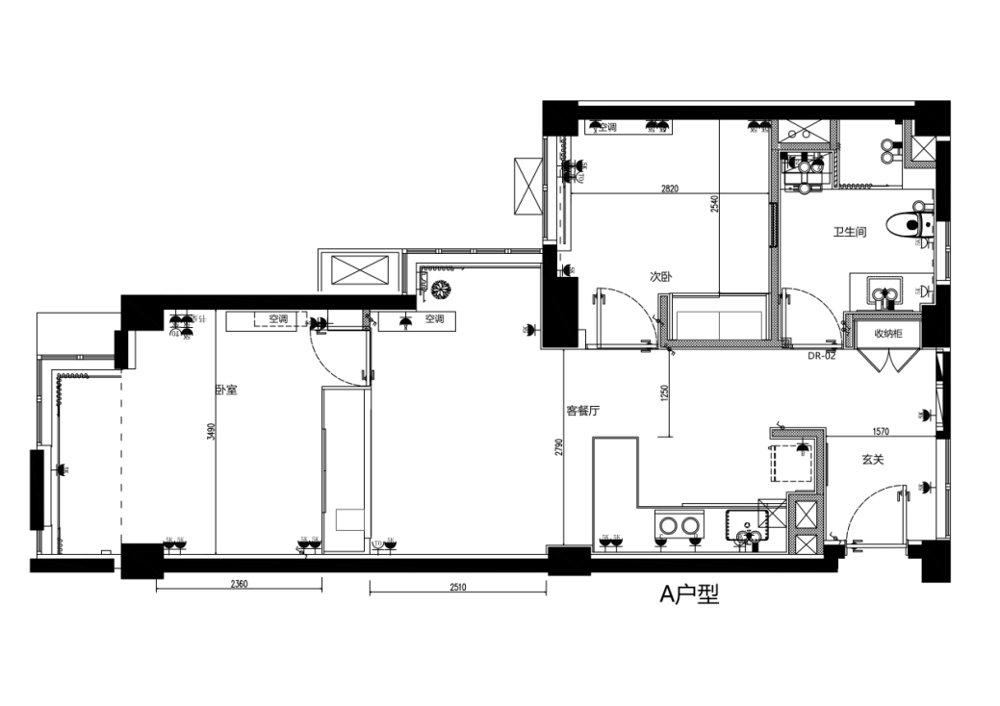 空调
2820
2540
卫生间
次卧
空调
空调
收纳柜
DR-02
卧室
3490
客餐厅
1250
2790
1570
玄关
2360
2510
A户型